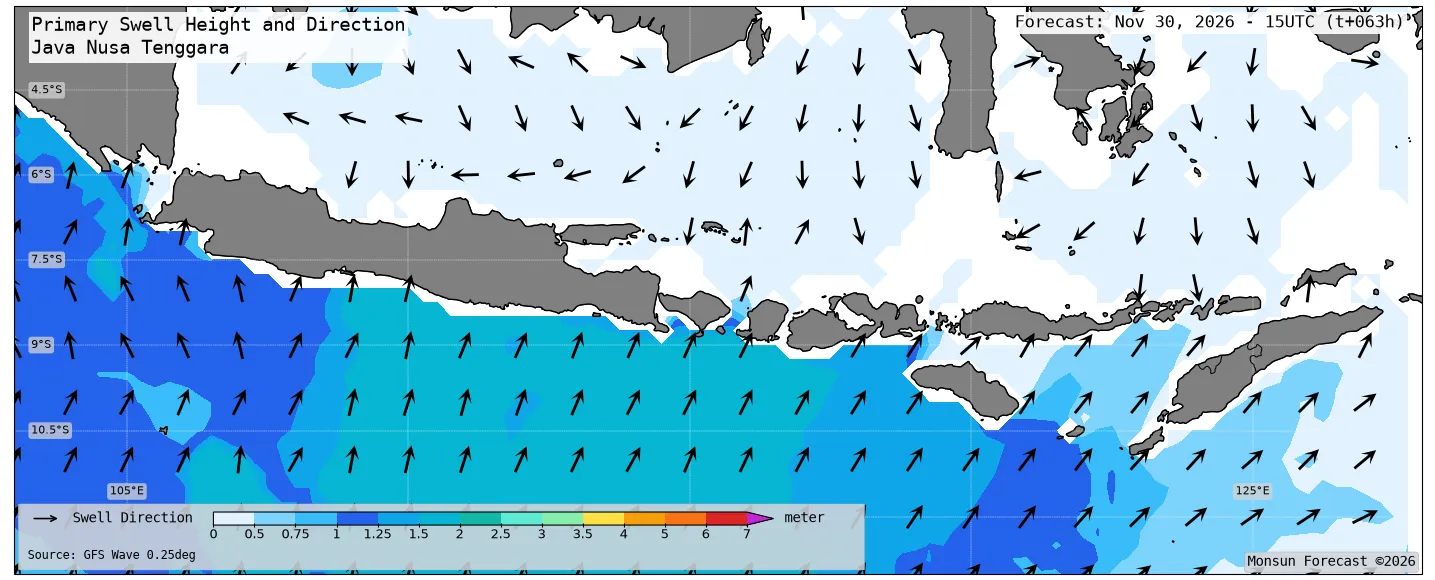 Primary Swell Height and Direction
Java Nusa Tenggara
Forecast: Nov 30, 2026 - 15UTC (t+063h)
4.5°S
6°S
7.5°S
9°S
10.5°S
105°E
125°E
Swell Direction
0 0.5 0.75 1 1.25 1.5 2 2.5 3 3.5 4 5 6 7
meter
Source: GFS Wave 0.25deg
Monsun Forecast ©2026